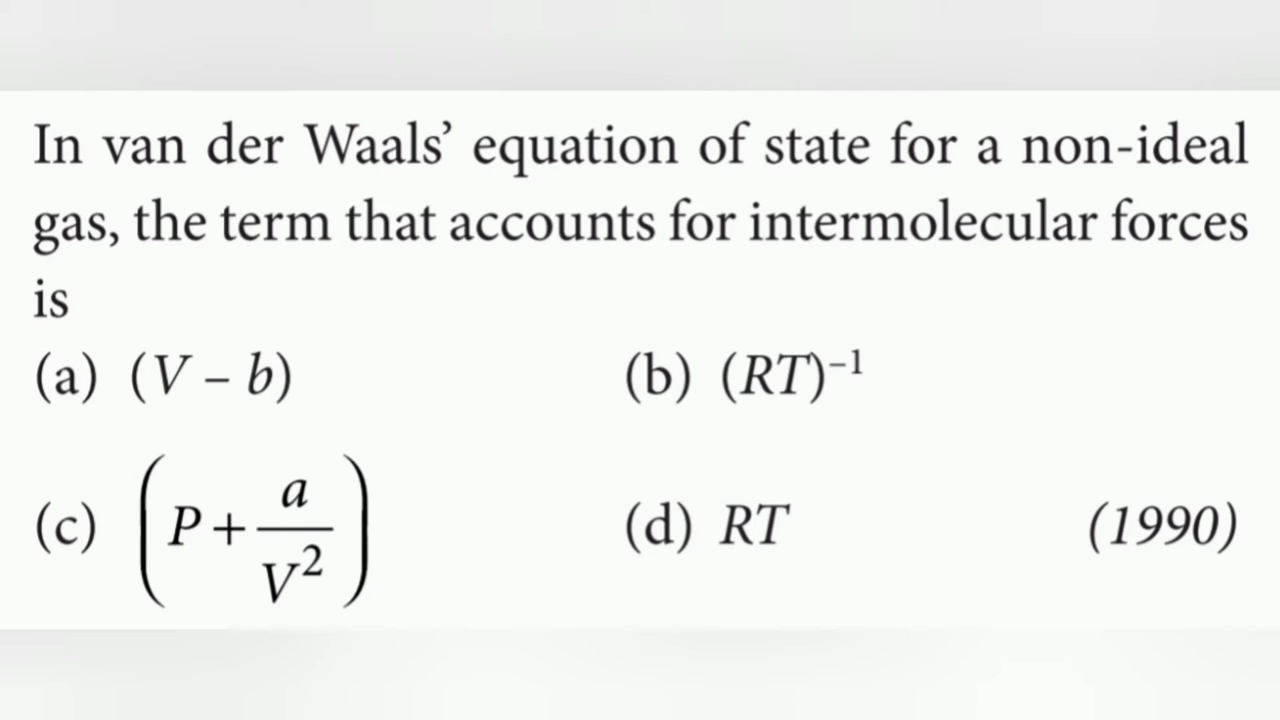 In van der Waals’ equation of state for a non-ideal
gas, the term that accounts for intermolecular forces
is
(a) (V – b) (b) (RT)⁻¹
(c) (P + a/V²) (d) RT (1990)